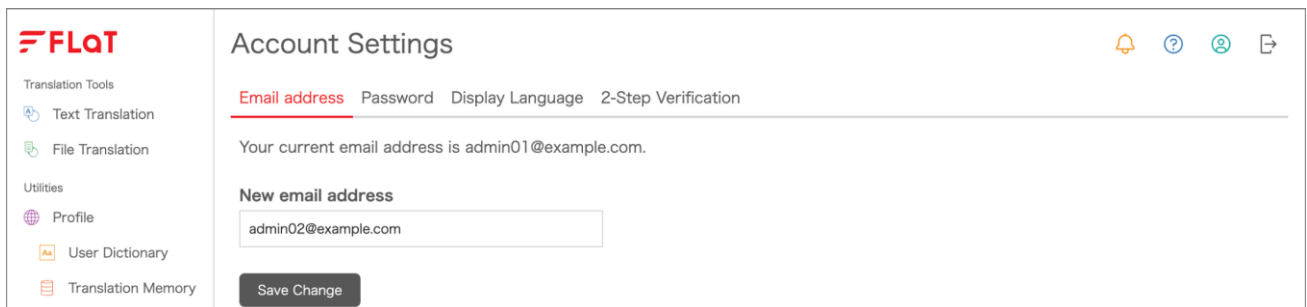 FLaT
Account Settings
Translation Tools
Text Translation
File Translation
Utilities
Profile
Aa
User Dictionary
Translation Memory
Email address Password Display Language 2-Step Verification
Your current email address is admin01@example.com.
New email address
admin02@example.com
Save Change